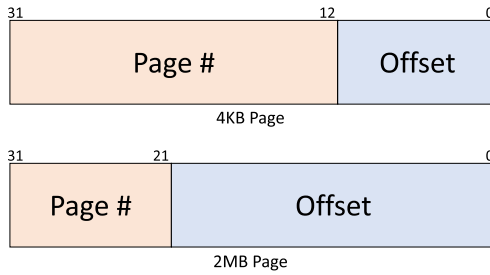 31 12 0
Page # Offset
4KB Page
31 21 0
Page # Offset
2MB Page